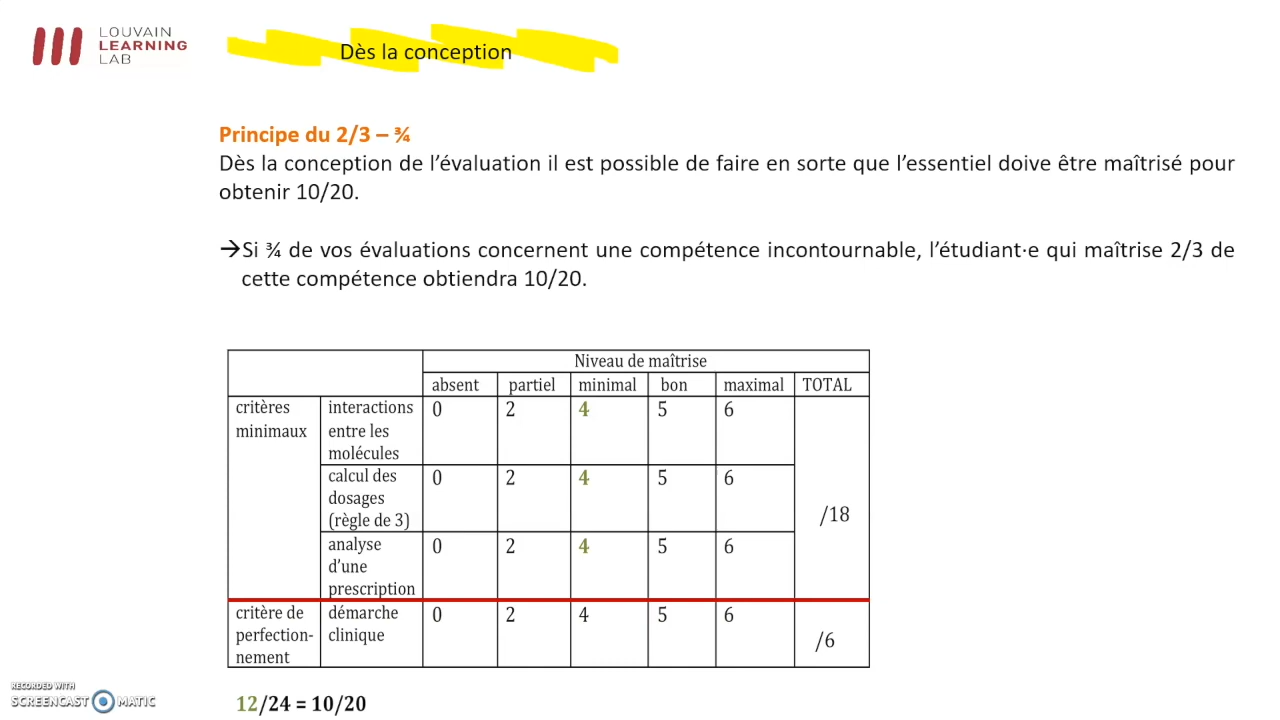 LOUVAIN
LEARNING
LAB
Dès la conception
Principe du 2/3 – ¾
Dès la conception de l’évaluation il est possible de faire en sorte que l’essentiel doive être maîtrisé pour
obtenir 10/20.
→Si ¾ de vos évaluations concernent une compétence incontournable, l’étudiant·e qui maîtrise 2/3 de
cette compétence obtiendra 10/20.
Niveau de maîtrise
absent partiel minimal bon maximal TOTAL
critères interactions 0 2 4 5 6
minimaux entre les
molécules
calcul des 0 2 4 5 6
dosages
(règle de 3)
/18
analyse 0 2 4 5 6
d’une
prescription
critère de démarche 0 2 4 5 6
perfection- clinique /6
nement
12/24 = 10/20
RECORDED WITH
SCREENCAST MATIC